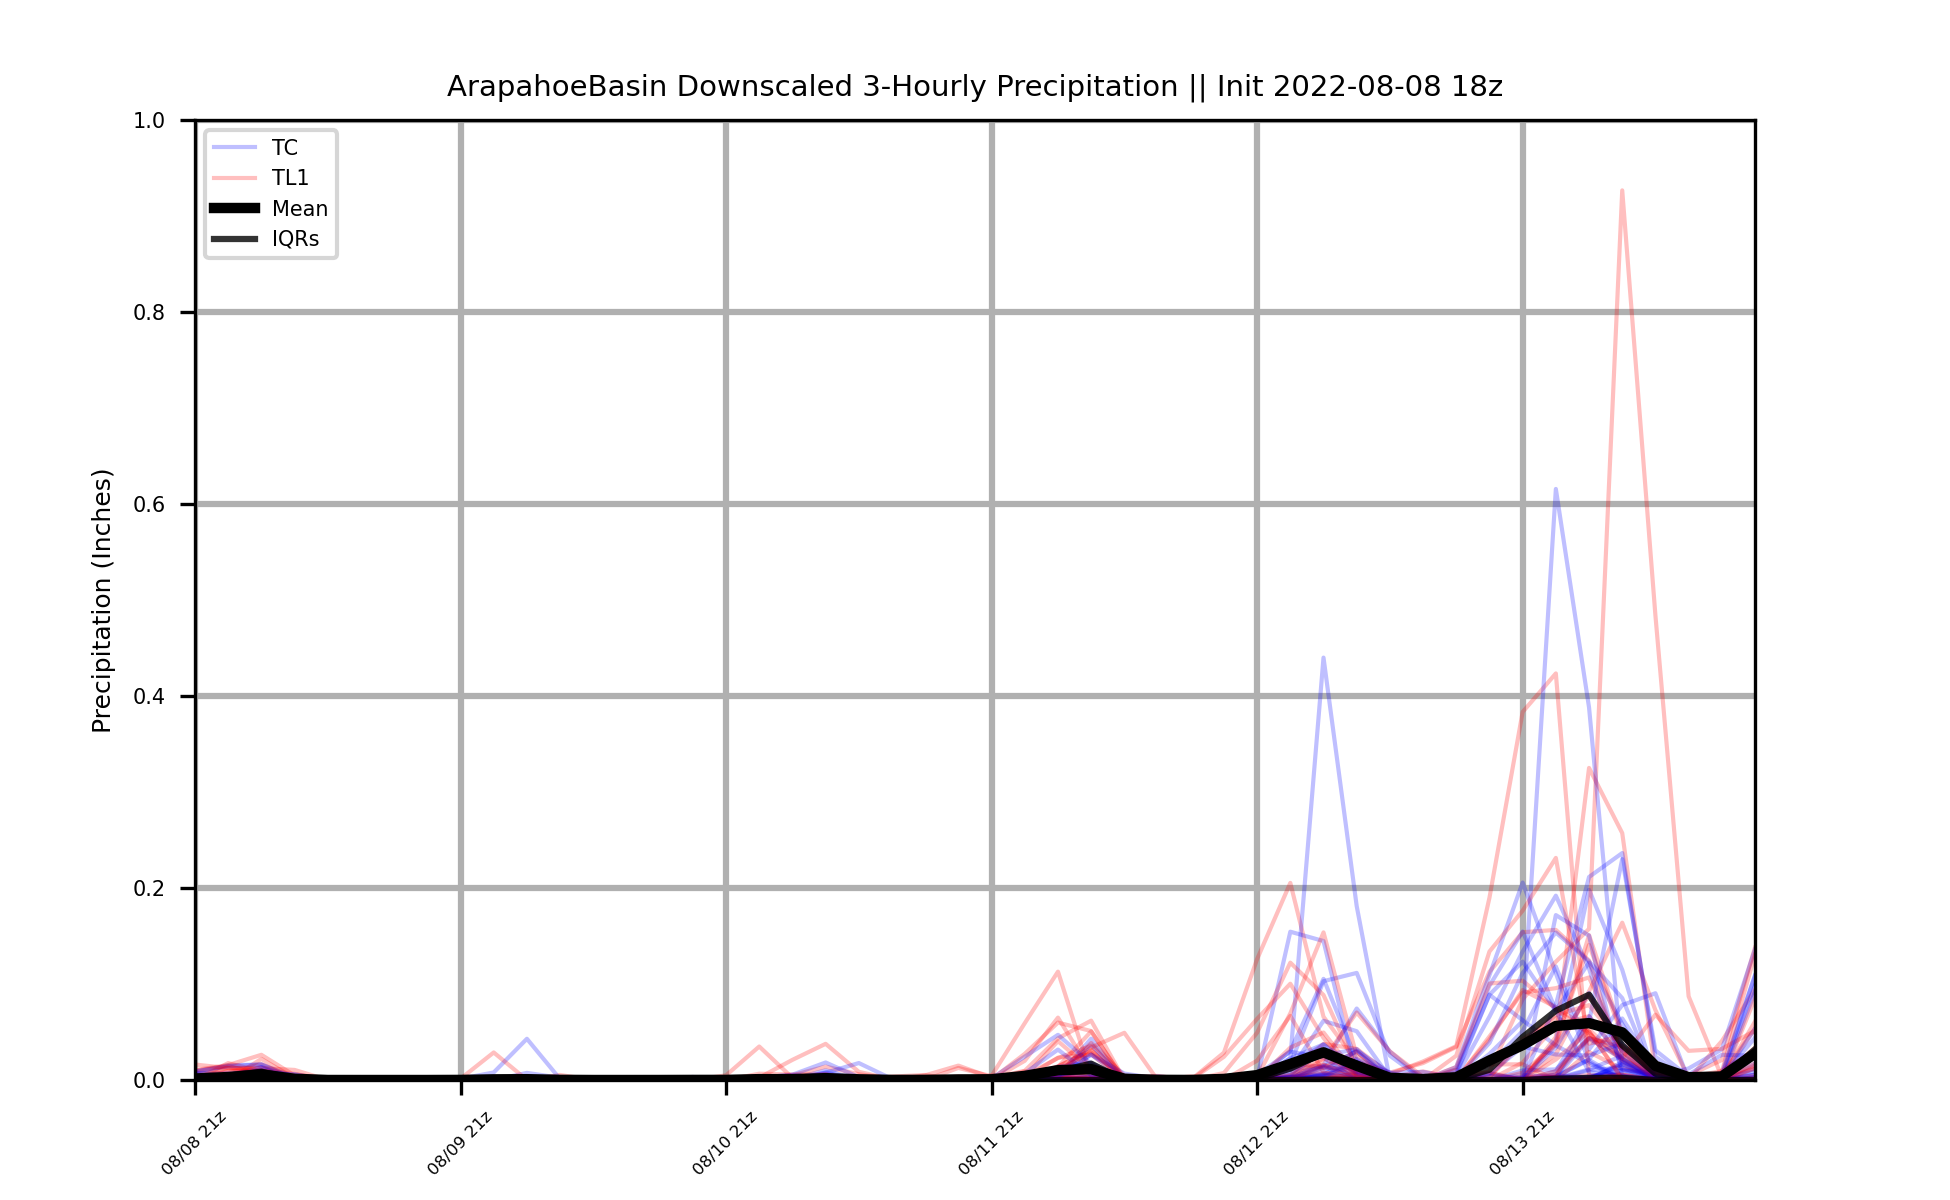 ArapahoeBasin Downscaled 3-Hourly Precipitation || Init 2022-08-08 18z
1.0
0.8
0.6
0.4
0.2
0.0
Precipitation (Inches)
TC
TL1
Mean
IQRs
08/08 21z
08/09 21z
08/10 21z
08/11 21z
08/12 21z
08/13 21z